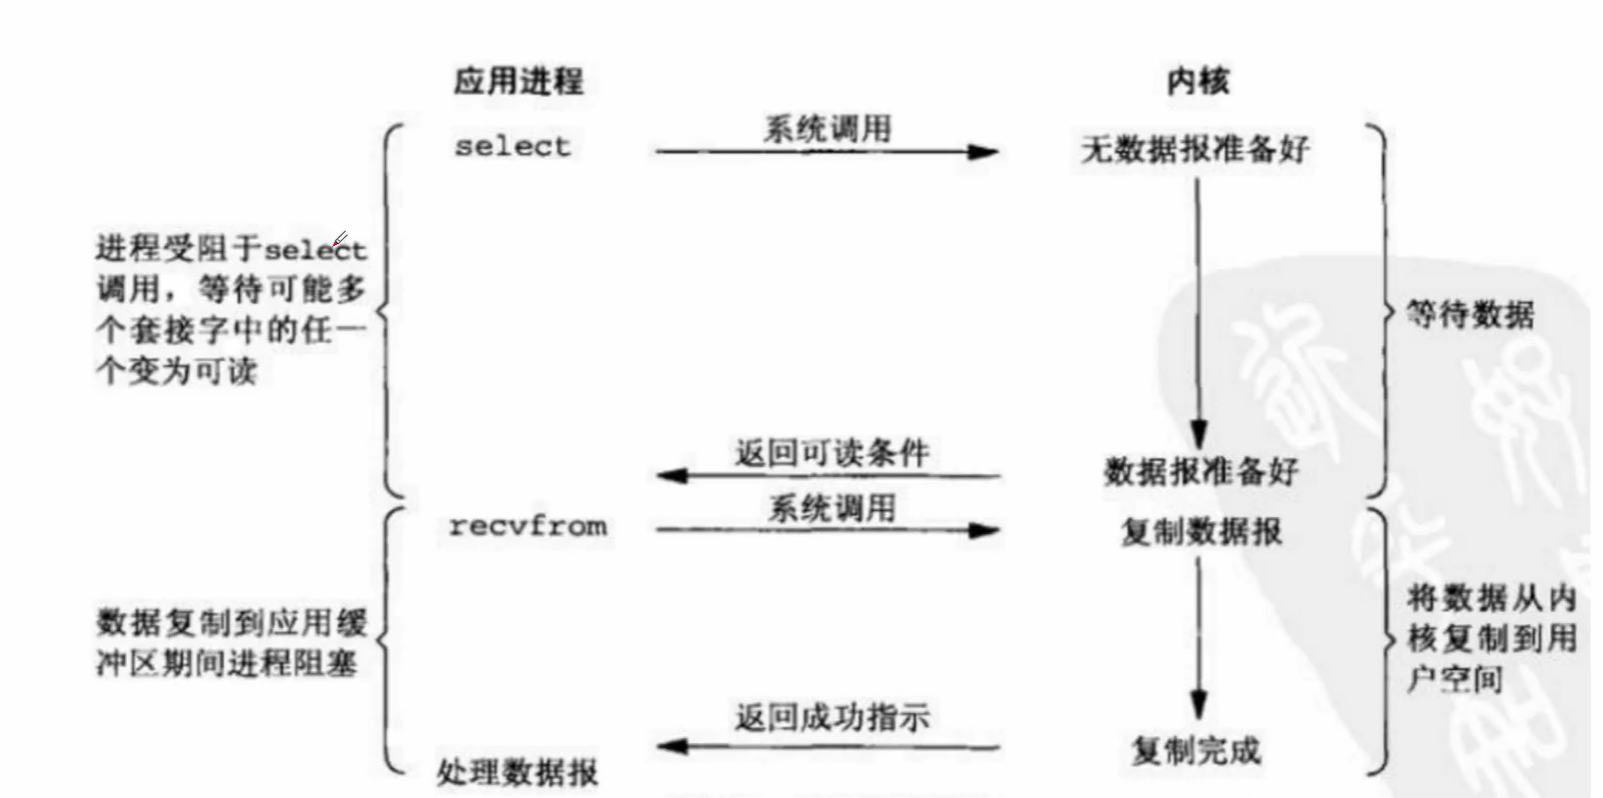 应用进程
内核
select
系统调用
无数据报准备好
进程受阻于select
调用，等待可能多
个套接字中的任一
个变为可读
等待数据
返回可读条件
数据报准备好
recvfrom
系统调用
复制数据报
数据复制到应用缓
冲区期间进程阻塞
将数据从内
核复制到用
户空间
返回成功指示
复制完成
处理数据报